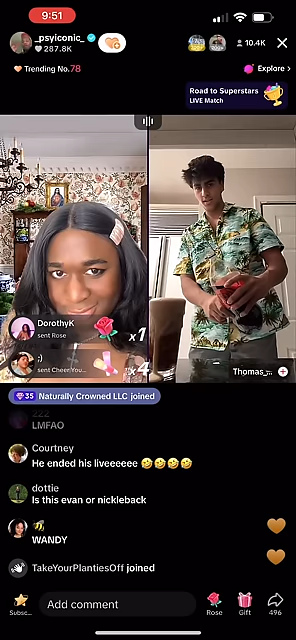 9:51
_psyiconic_
287.8K
10.4K
Trending No.78
Explore >
Road to Superstars
LIVE Match
DorothyK
sent Rose
x1
;)
sent Cheer You...
x4
Thomas_...
35 Naturally Crowned LLC joined
222
LMFAO
Courtney
He ended his liveeeeee 🤣🤣🤣🤣
dottie
Is this evan or nickleback
🐝
WANDY
TakeYourPlantiesOff joined
Subsc...
Add comment
Rose
Gift
496